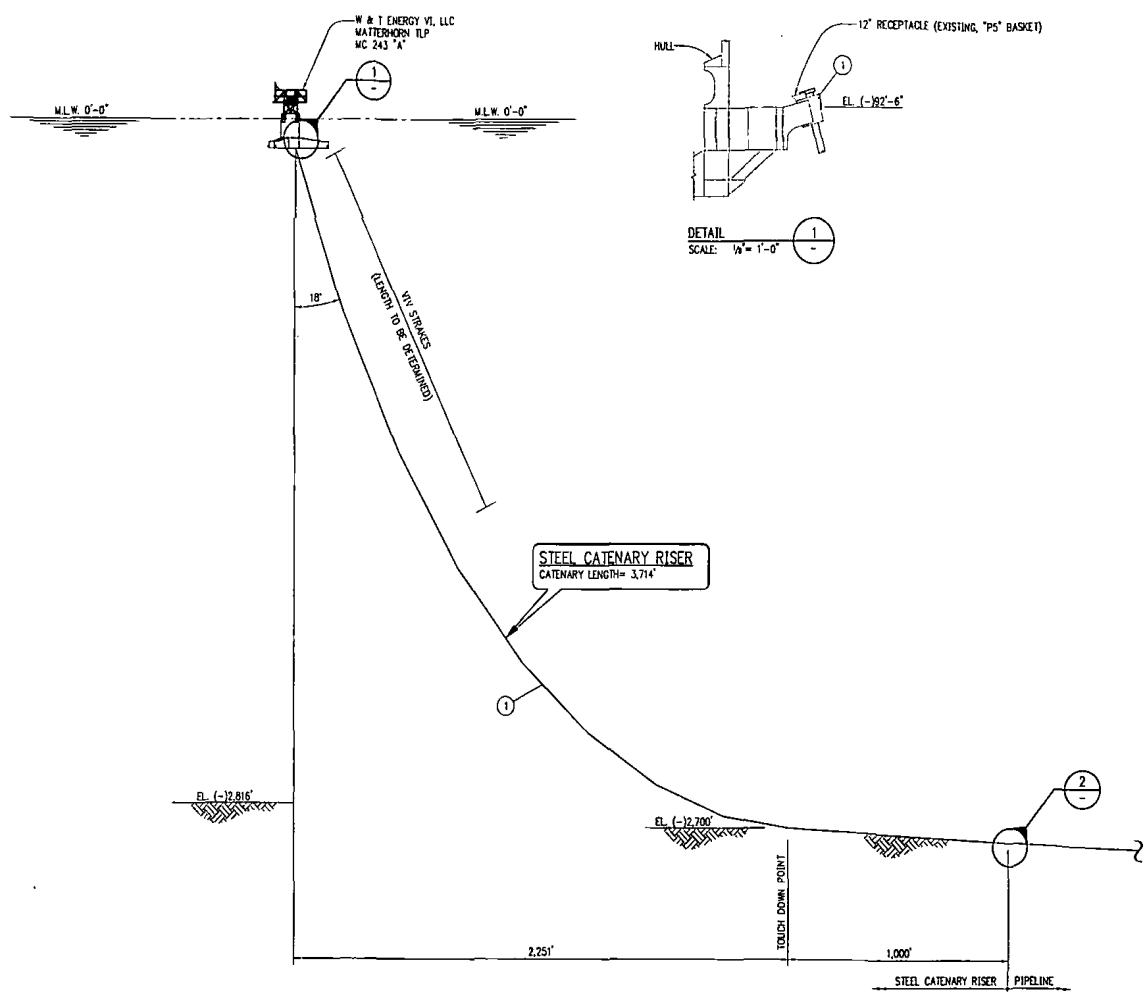 W & T ENERGY VI, LLC
MATTERHORN TLP
MC 243 "A"
1
-
M.L.W. 0'-0"
M.L.W. 0'-0"
12" RECEPTACLE (EXISTING, "P5" BASKET)
HULL
1
EL. (-)92'-6"
DETAIL
SCALE: 1/8" = 1'-0"
1
-
18°
VIV STRAKES
(LENGTH TO BE DETERMINED)
STEEL CATENARY RISER
CATENARY LENGTH= 3,714'
1
EL. (-)2,816'
EL. (-)2,700'
2
-
TOUCH DOWN POINT
2,251'
1,000'
STEEL CATENARY RISER
PIPELINE